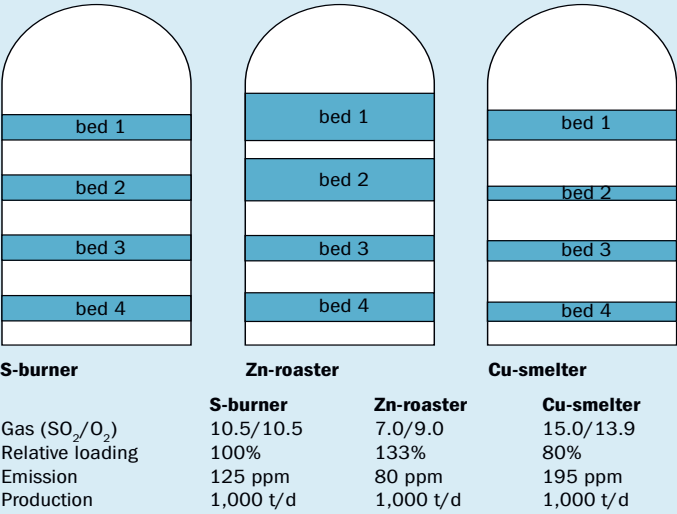 bed 1
bed 2
bed 3
bed 4
bed 1
bed 2
bed 3
bed 4
bed 1
bed 2
bed 3
bed 4
S-burner Zn-roaster Cu-smelter
S-burner Zn-roaster Cu-smelter
Gas (SO₂/O₂) 10.5/10.5 7.0/9.0 15.0/13.9
Relative loading 100% 133% 80%
Emission 125 ppm 80 ppm 195 ppm
Production 1,000 t/d 1,000 t/d 1,000 t/d